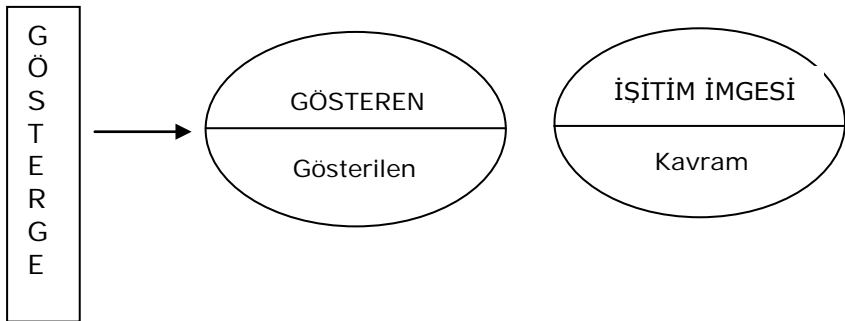 GÖSTERGE
GÖSTEREN
Gösterilen
İŞİTİM İMGESİ
Kavram